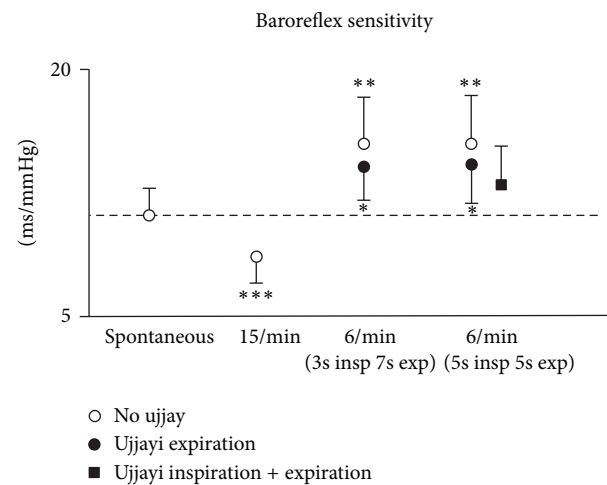 Baroreflex sensitivity
20
(ms/mmHg)
5
** **
* *
***
Spontaneous 15/min 6/min 6/min
(3s insp 7s exp) (5s insp 5s exp)
No ujjay
Ujjayi expiration
Ujjayi inspiration + expiration